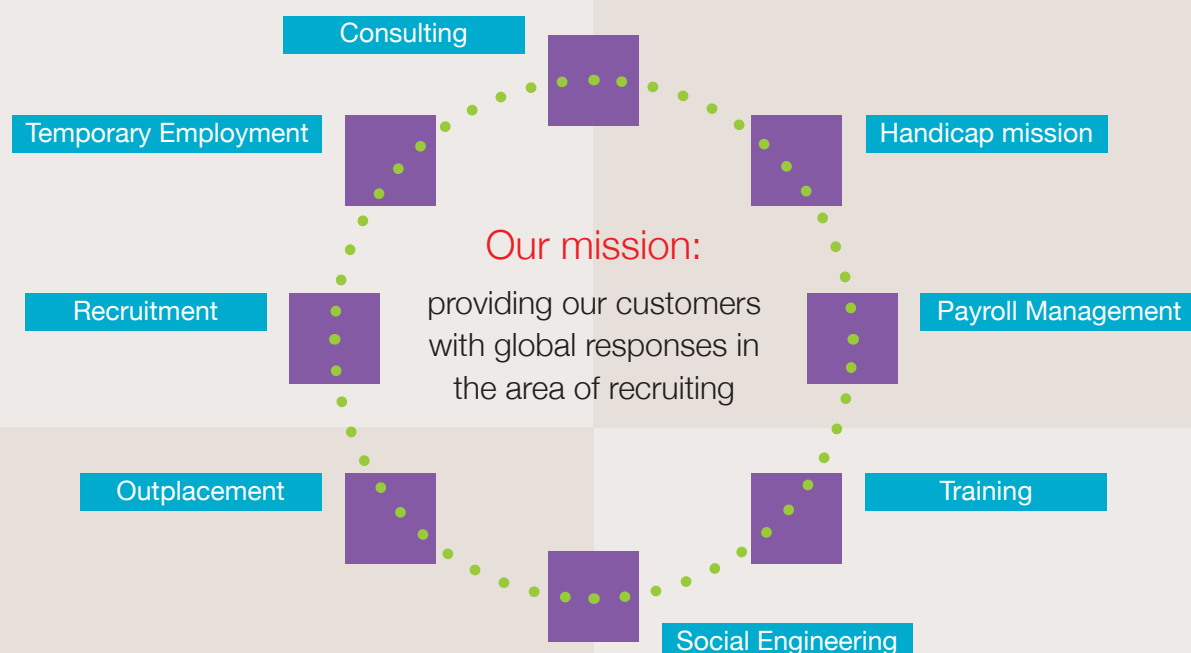 Consulting
Temporary Employment
Handicap mission
Our mission:
Recruitment
providing our customers
Payroll Management
with global responses in
the area of recruiting
Outplacement
Training
Social Engineering